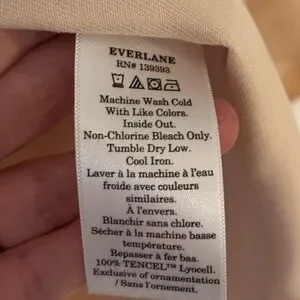 EVERLANE
RN# 139393
Machine Wash Cold
With Like Colors.
Inside Out.
Non-Chlorine Bleach Only.
Tumble Dry Low.
Cool Iron.
Laver à la machine à l'eau
froide avec couleurs
similaires.
À l'envers.
Blanchir sans chlore.
Sécher à la machine basse
température.
Repasser à fer bas.
100% TENCEL™ Lyocell.
Exclusive of ornamentation
/ Sans l'ornement.